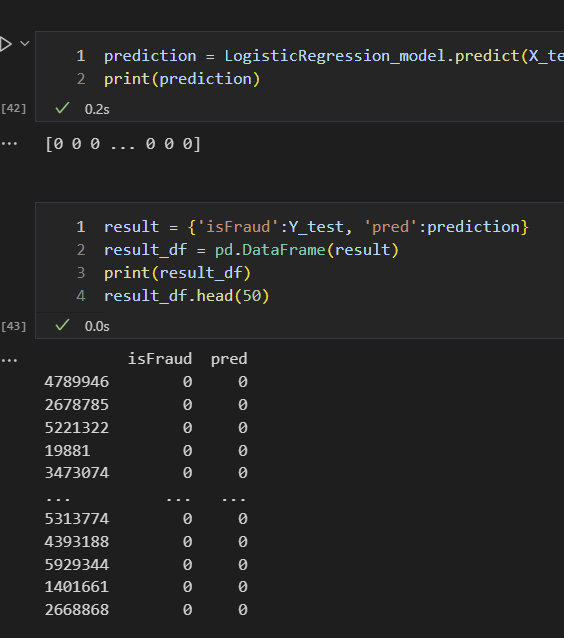 1 prediction = LogisticRegression_model.predict(X_te
2 print(prediction)
[42] 0.2s
... [0 0 0 ... 0 0 0]
1 result = {'isFraud':Y_test, 'pred':prediction}
2 result_df = pd.DataFrame(result)
3 print(result_df)
4 result_df.head(50)
[43] 0.0s
... isFraud pred
4789946 0 0
2678785 0 0
5221322 0 0
19881 0 0
3473074 0 0
... ... ...
5313774 0 0
4393188 0 0
5929344 0 0
1401661 0 0
2668868 0 0